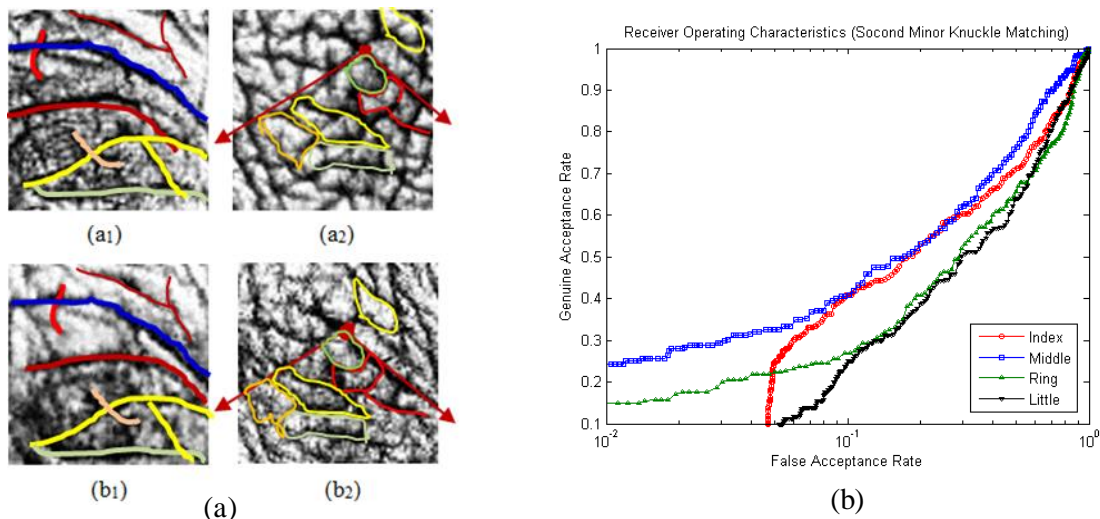 (a1) (a2)
(b1) (b2)
(a)
Receiver Operating Characteristics (Socond Minor Knuckle Matching)
Genuine Acceptance Rate
1
0.9
0.8
0.7
0.6
0.5
0.4
0.3
0.2
0.1
10-2 10-1 100
False Acceptance Rate
Index
Middle
Ring
Little
(b)